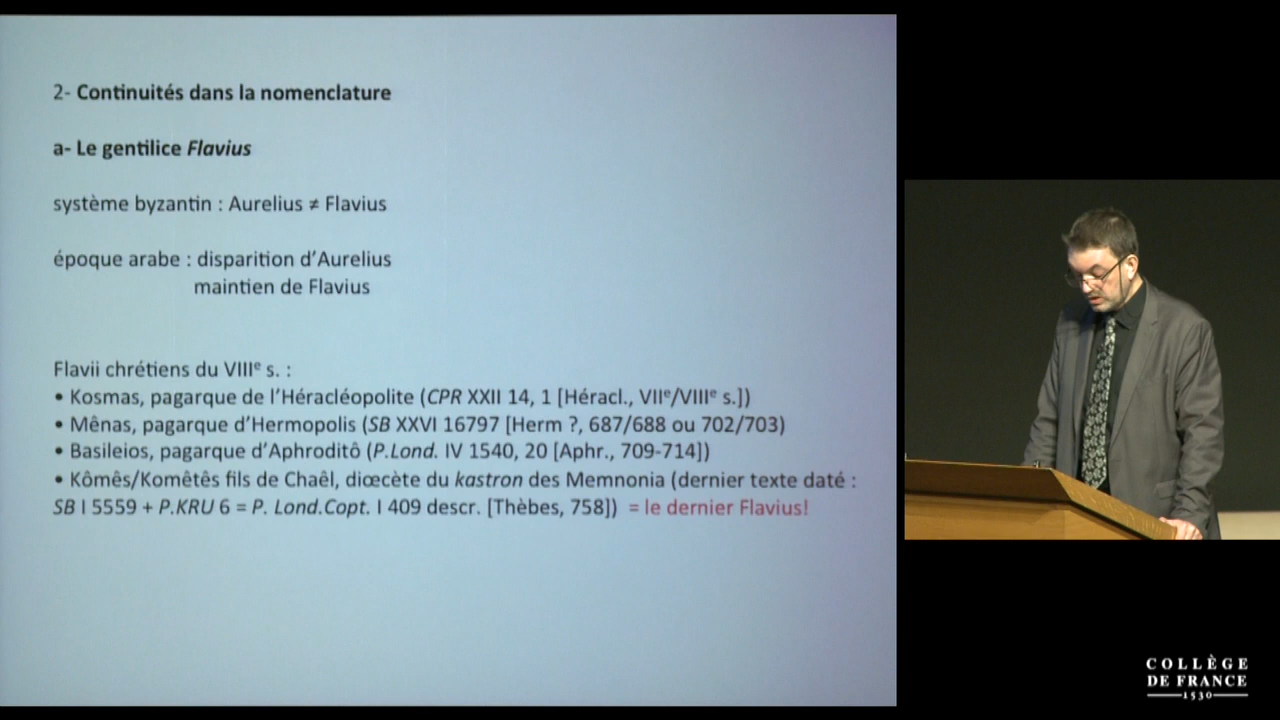 2- Continuités dans la nomenclature
a- Le gentilice Flavius
système byzantin : Aurelius ≠ Flavius
époque arabe : disparition d’Aurelius
maintien de Flavius
Flavii chrétiens du VIIIᵉ s. :
• Kosmas, pagarque de l’Héracléopolite (CPR XXII 14, 1 [Héracl., VIIᵉ/VIIIᵉ s.])
• Mênas, pagarque d’Hermopolis (SB XXVI 16797 [Herm ?, 687/688 ou 702/703)
• Basileios, pagarque d’Aphroditô (P.Lond. IV 1540, 20 [Aphr., 709-714])
• Kômês/Komêtês fils de Chaêl, diœcète du kastron des Memnonia (dernier texte daté :
SB I 5559 + P.KRU 6 = P. Lond.Copt. I 409 descr. [Thèbes, 758]) = le dernier Flavius!
COLLÈGE
DE FRANCE
1530